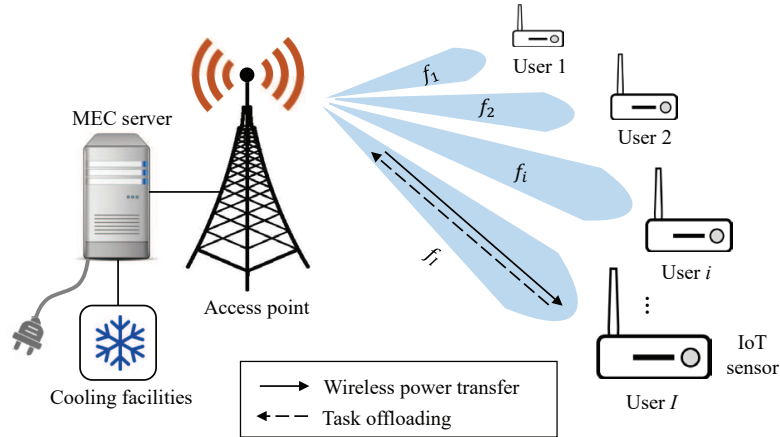 User 1
f₁
MEC server
f₂
User 2
fᵢ
f_I
User i
Access point
⋮
IoT
sensor
Cooling facilities
User I
Wireless power transfer
Task offloading